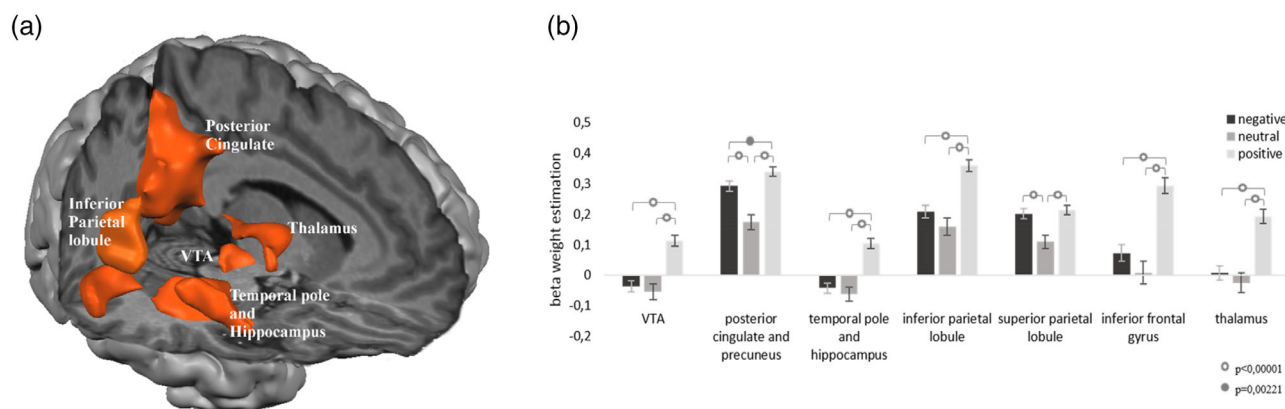 (a)
Posterior
Cingulate
Inferior
Parietal
lobule
Thalamus
VTA
Temporal pole
and
Hippocampus
(b)
negative
neutral
positive
beta weight estimation
0,5
0,4
0,3
0,2
0,1
0
-0,1
-0,2
VTA
posterior
cingulate and
precuneus
temporal pole
and
hippocampus
inferior parietal
lobule
superior parietal
lobule
inferior frontal
gyrus
thalamus
p<0,00001
p=0,00221